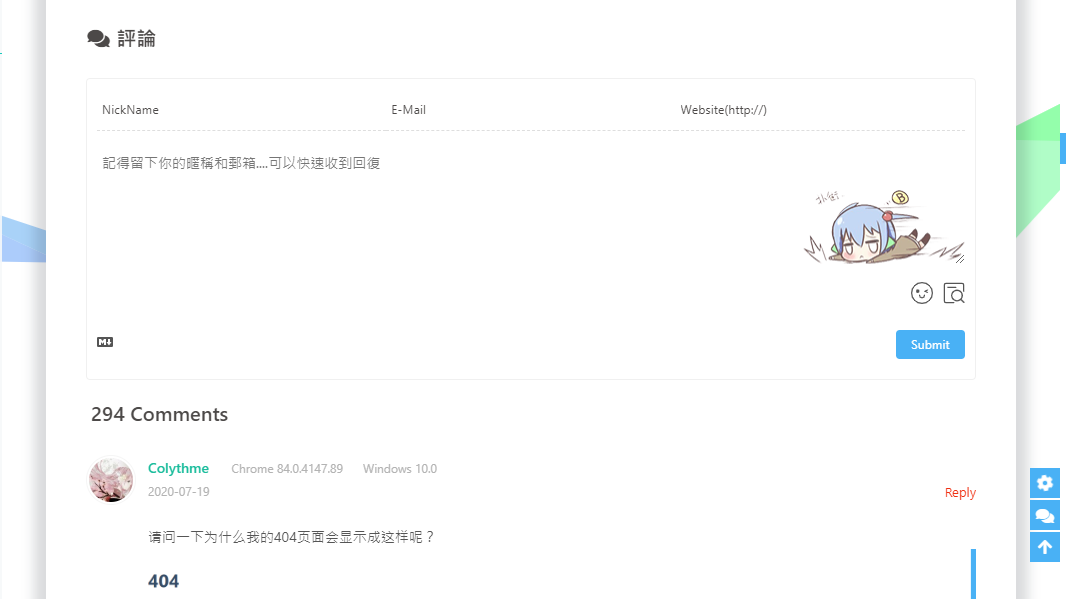 評論
NickName
E-Mail
Website(http://)
記得留下你的暱稱和郵箱....可以快速收到回復
B
M↓
Submit
294 Comments
Colythme Chrome 84.0.4147.89 Windows 10.0
2020-07-19
Reply
请问一下为什么我的404页面会显示成这样呢？
404